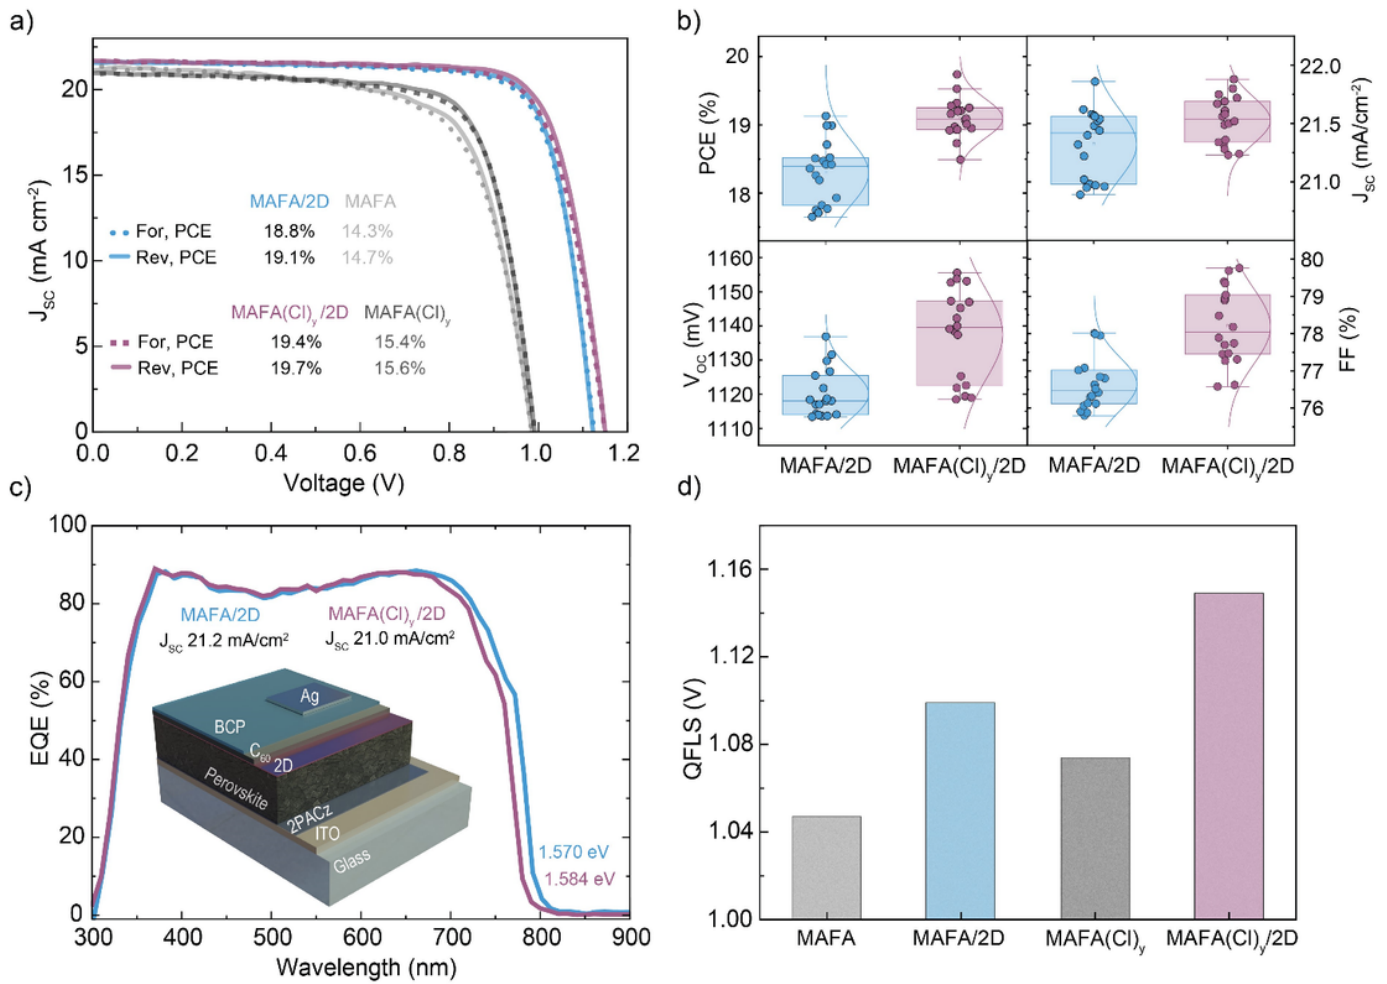 a)
J_SC (mA cm⁻²)
20
15
10
5
0
0.0 0.2 0.4 0.6 0.8 1.0 1.2
Voltage (V)
MAFA/2D MAFA
For, PCE 18.8% 14.3%
Rev, PCE 19.1% 14.7%
MAFA(Cl)_y/2D MAFA(Cl)_y
For, PCE 19.4% 15.4%
Rev, PCE 19.7% 15.6%
b)
PCE (%)
20
19
18
22.0
21.5
21.0
J_SC (mA/cm⁻²)
V_OC (mV)
1160
1150
1140
1130
1120
1110
80
79
78
77
76
FF (%)
MAFA/2D MAFA(Cl)_y/2D MAFA/2D MAFA(Cl)_y/2D
c)
EQE (%)
100
80
60
40
20
0
300 400 500 600 700 800 900
Wavelength (nm)
MAFA/2D MAFA(Cl)_y/2D
J_SC 21.2 mA/cm² J_SC 21.0 mA/cm²
Ag
BCP
C₆₀
2D
Perovskite
2PACz
ITO
Glass
1.570 eV
1.584 eV
d)
QFLS (V)
1.16
1.12
1.08
1.04
1.00
MAFA MAFA/2D MAFA(Cl)_y MAFA(Cl)_y/2D